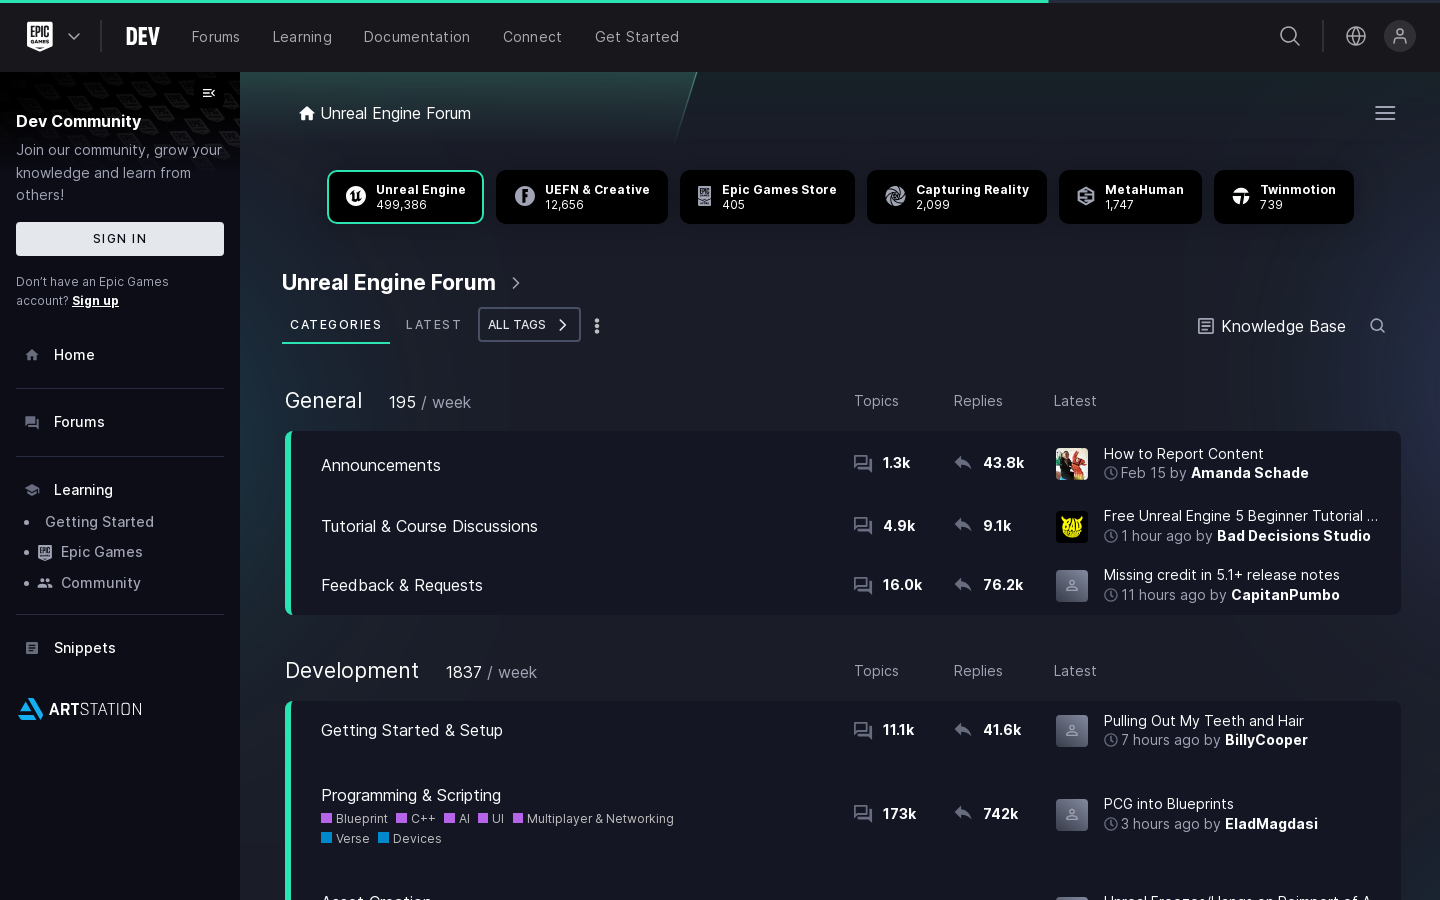 EPIC GAMES
DEV
Forums
Learning
Documentation
Connect
Get Started
Dev Community
Join our community, grow your
knowledge and learn from
others!
SIGN IN
Don't have an Epic Games
account? Sign up
Home
Forums
Learning
Getting Started
Epic Games
Community
Snippets
ARTSTATION
Unreal Engine Forum
Unreal Engine
499,386
UEFN & Creative
12,656
Epic Games Store
405
Capturing Reality
2,099
MetaHuman
1,747
Twinmotion
739
Unreal Engine Forum
CATEGORIES
LATEST
ALL TAGS
Knowledge Base
General 195 / week Topics Replies Latest
Announcements 1.3k 43.8k
How to Report Content
Feb 15 by Amanda Schade
Tutorial & Course Discussions 4.9k 9.1k
Free Unreal Engine 5 Beginner Tutorial ...
1 hour ago by Bad Decisions Studio
Feedback & Requests 16.0k 76.2k
Missing credit in 5.1+ release notes
11 hours ago by CapitanPumbo
Development 1837 / week Topics Replies Latest
Getting Started & Setup 11.1k 41.6k
Pulling Out My Teeth and Hair
7 hours ago by BillyCooper
Programming & Scripting
Blueprint C++ AI UI Multiplayer & Networking
Verse Devices
173k 742k
PCG into Blueprints
3 hours ago by EladMagdasi